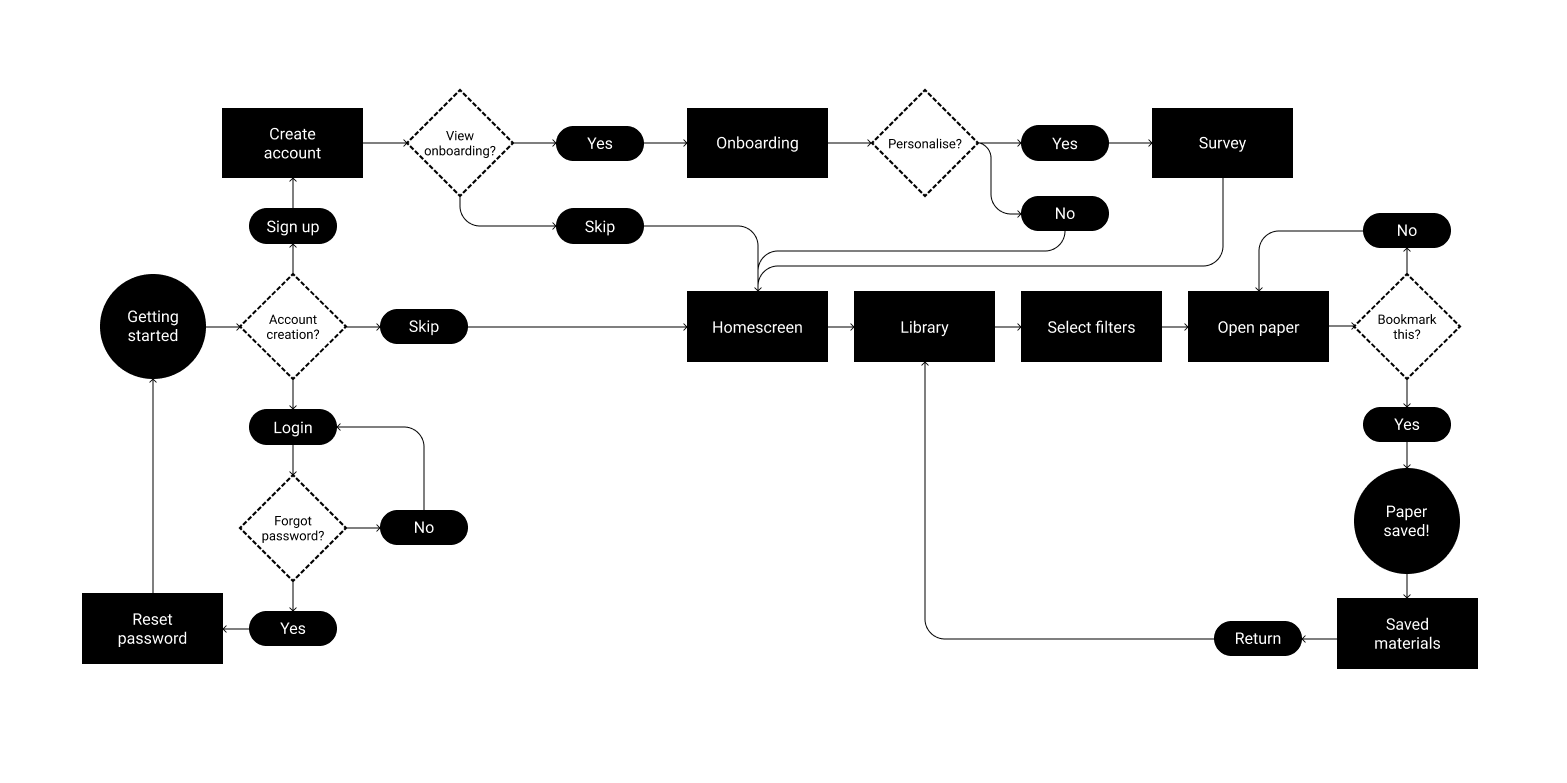 Create
account
View
onboarding?
Yes
Onboarding
Personalise?
Yes
Survey
Sign up
Skip
No
No
Getting
started
Account
creation?
Skip
Homescreen
Library
Select filters
Open paper
Bookmark
this?
Login
Yes
Forgot
password?
No
Paper
saved!
Reset
password
Yes
Return
Saved
materials